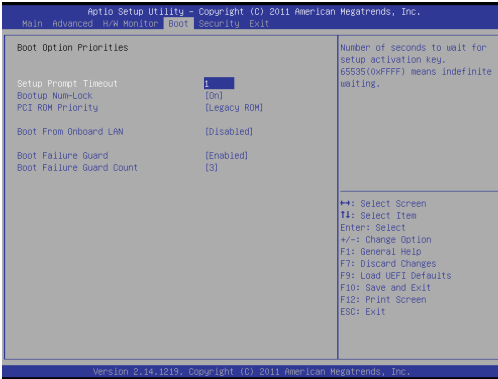 Aptio Setup Utility – Copyright (C) 2011 American Megatrends, Inc.
Main Advanced H/W Monitor Boot Security Exit
Boot Option Priorities
Setup Prompt Timeout 1
Bootup Num-Lock [On]
PCI ROM Priority [Legacy ROM]
Boot From Onboard LAN [Disabled]
Boot Failure Guard [Enabled]
Boot Failure Guard Count [3]
Number of seconds to wait for
setup activation key.
65535(0xFFFF) means indefinite
waiting.
↔: Select Screen
↑↓: Select Item
Enter: Select
+/-: Change Option
F1: General Help
F7: Discard Changes
F9: Load UEFI Defaults
F10: Save and Exit
F12: Print Screen
ESC: Exit
Version 2.14.1219. Copyright (C) 2011 American Megatrends, Inc.